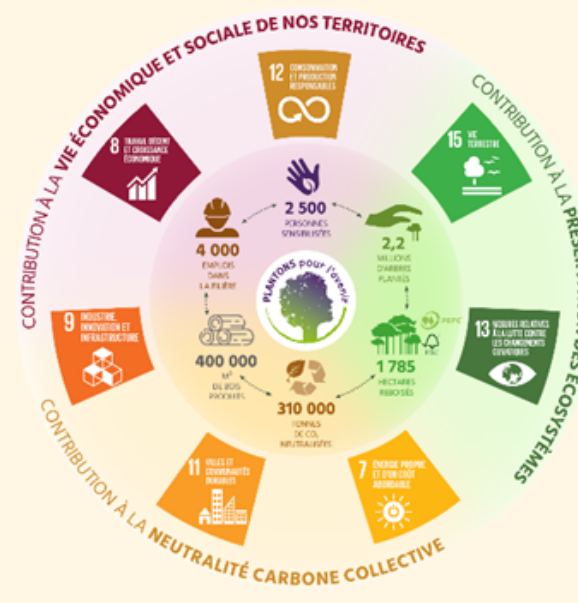 CONTRIBUTION À LA VIE ÉCONOMIQUE ET SOCIALE DE NOS TERRITOIRES
CONTRIBUTION À LA DES ÉCOSYSTÈMES
CONTRIBUTION À LA NEUTRALITÉ CARBONE COLLECTIVE
12 CONSOMMATION
ET PRODUCTION
RESPONSABLES
8 TRAVAIL DÉCENT
ET CROISSANCE
ÉCONOMIQUE
15 VIE
TERRESTRE
9 INDUSTRIE,
INNOVATION ET
INFRASTRUCTURE
13 MESURES RELATIVES
À LA LUTTE CONTRE
LES CHANGEMENTS
CLIMATIQUES
11 VILLES ET
COMMUNAUTÉS
DURABLES
7 ÉNERGIE PROPRE
ET D'UN COÛT
ABORDABLE
2 500
PERSONNES
SENSIBILISÉES
4 000
EMPLOIS
DANS
LA FILIÈRE
2,2
MILLIONS
D'ARBRES
PLANTÉS
PLANTONS pour l'avenir
PEFC
FSC
400 000
M³
DE BOIS
PRODUITS
1 785
HECTARES
REBOISÉS
310 000
TONNES
DE CO₂
NEUTRALISÉES